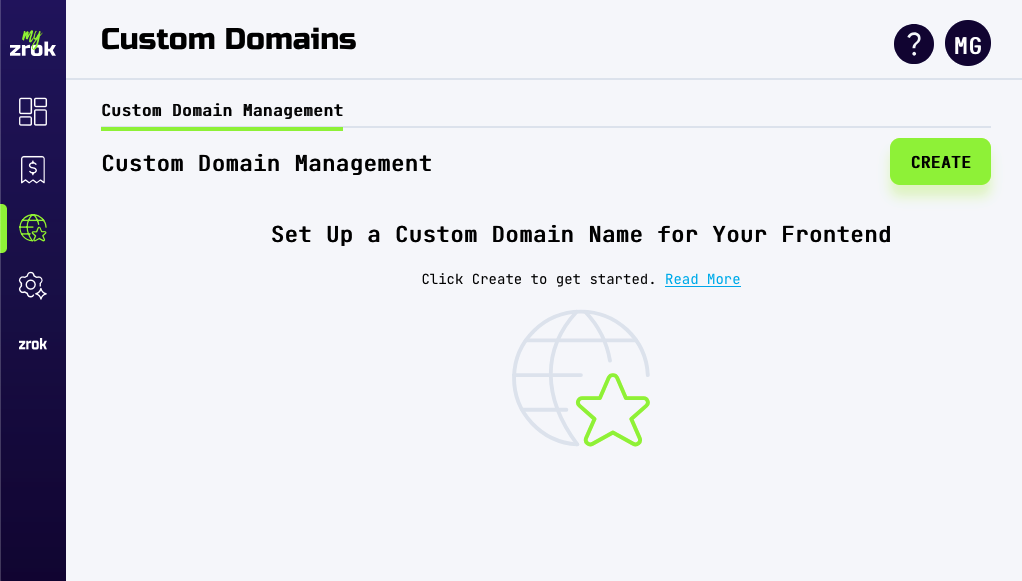 my
zrok
Custom Domains
?
MG
Custom Domain Management
Custom Domain Management
CREATE
$
Set Up a Custom Domain Name for Your Frontend
Click Create to get started. Read More
zrok